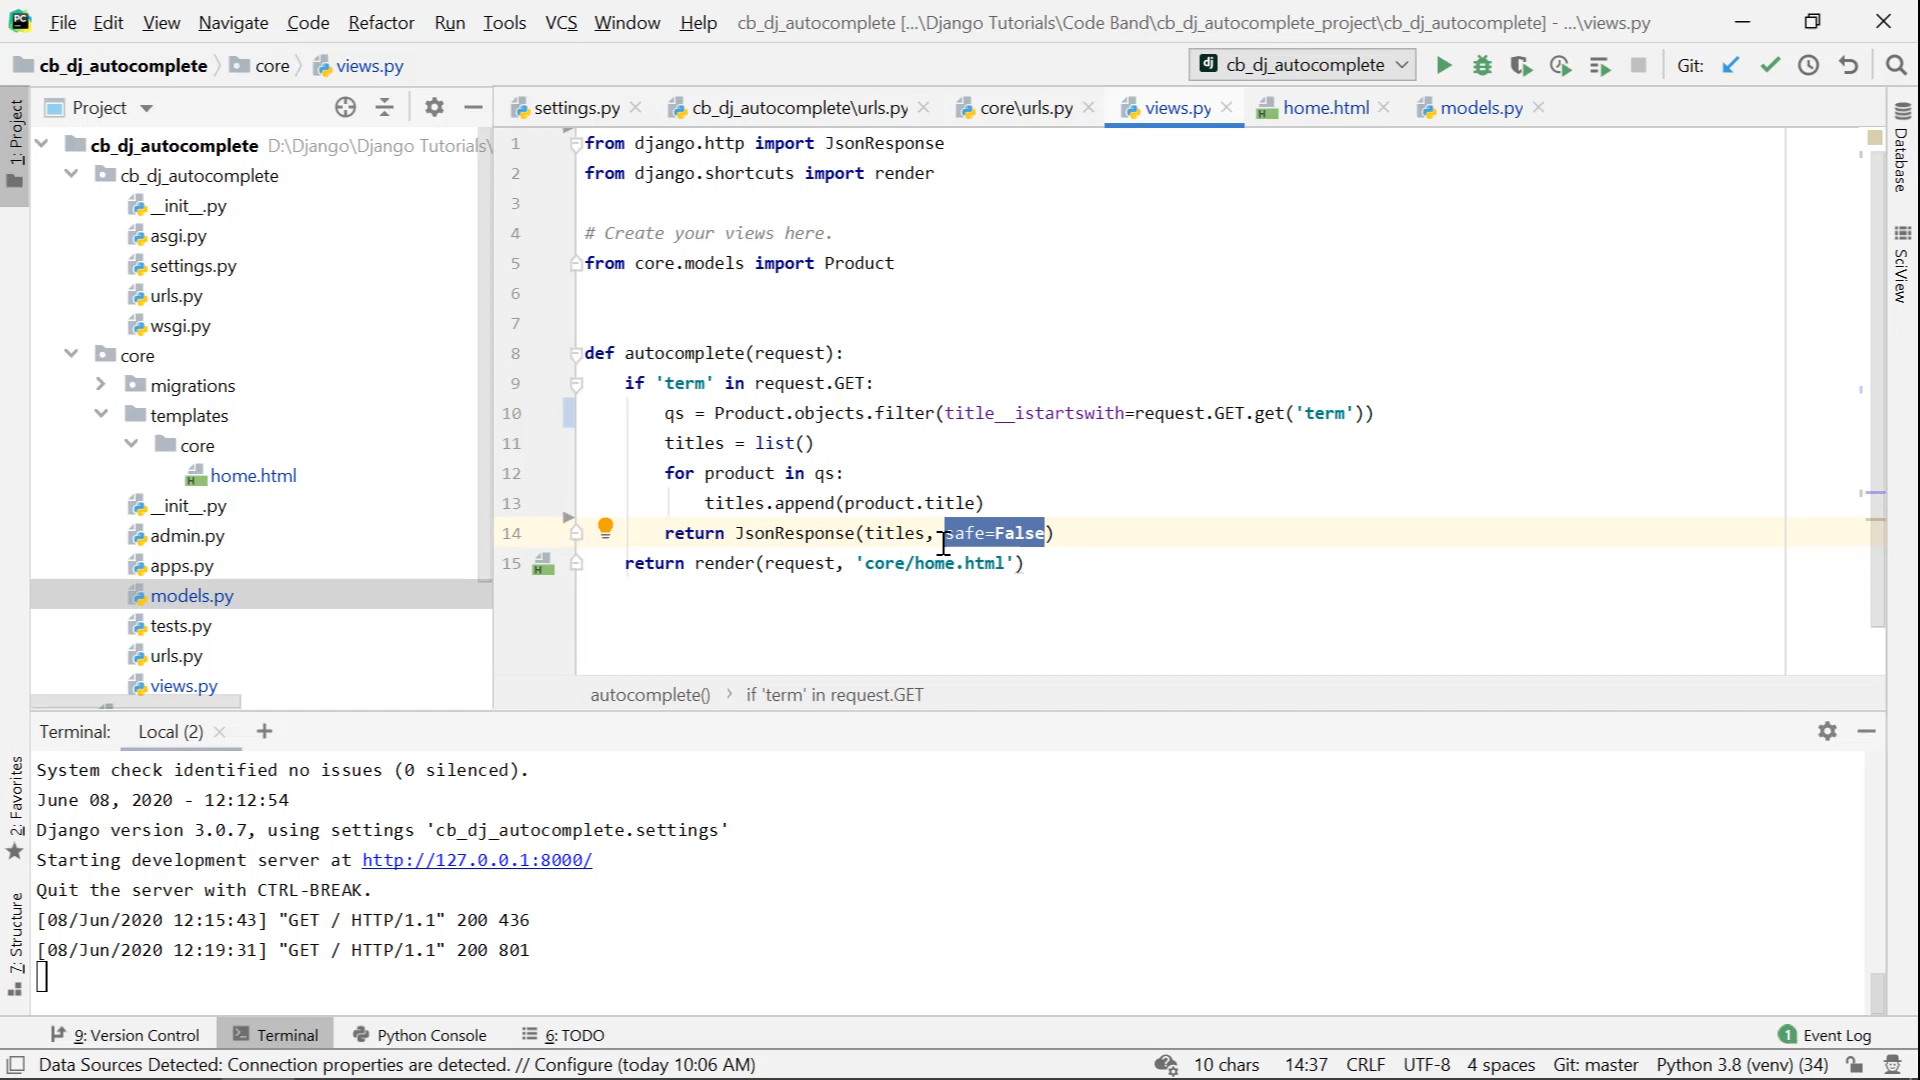 PC File Edit View Navigate Code Refactor Run Tools VCS Window Help cb_dj_autocomplete [...\Django Tutorials\Code Band\cb_dj_autocomplete_project\cb_dj_autocomplete] - ...\views.py
cb_dj_autocomplete core views.py
dj cb_dj_autocomplete Git:
1: Project
Project
settings.py cb_dj_autocomplete\urls.py core\urls.py views.py home.html models.py
cb_dj_autocomplete D:\Django\Django Tutorials\
cb_dj_autocomplete
__init__.py
asgi.py
settings.py
urls.py
wsgi.py
core
migrations
templates
core
home.html
__init__.py
admin.py
apps.py
models.py
tests.py
urls.py
views.py
1 from django.http import JsonResponse
2 from django.shortcuts import render
3
4 # Create your views here.
5 from core.models import Product
6
7
8 def autocomplete(request):
9 if 'term' in request.GET:
10 qs = Product.objects.filter(title__istartswith=request.GET.get('term'))
11 titles = list()
12 for product in qs:
13 titles.append(product.title)
14 return JsonResponse(titles, safe=False)
15 return render(request, 'core/home.html')
autocomplete() › if 'term' in request.GET
Database
SciView
2: Favorites
7: Structure
Terminal: Local (2)
System check identified no issues (0 silenced).
June 08, 2020 - 12:12:54
Django version 3.0.7, using settings 'cb_dj_autocomplete.settings'
Starting development server at http://127.0.0.1:8000/
Quit the server with CTRL-BREAK.
[08/Jun/2020 12:15:43] "GET / HTTP/1.1" 200 436
[08/Jun/2020 12:19:31] "GET / HTTP/1.1" 200 801
9: Version Control Terminal Python Console 6: TODO 1 Event Log
Data Sources Detected: Connection properties are detected. // Configure (today 10:06 AM) 10 chars 14:37 CRLF UTF-8 4 spaces Git: master Python 3.8 (venv) (34)